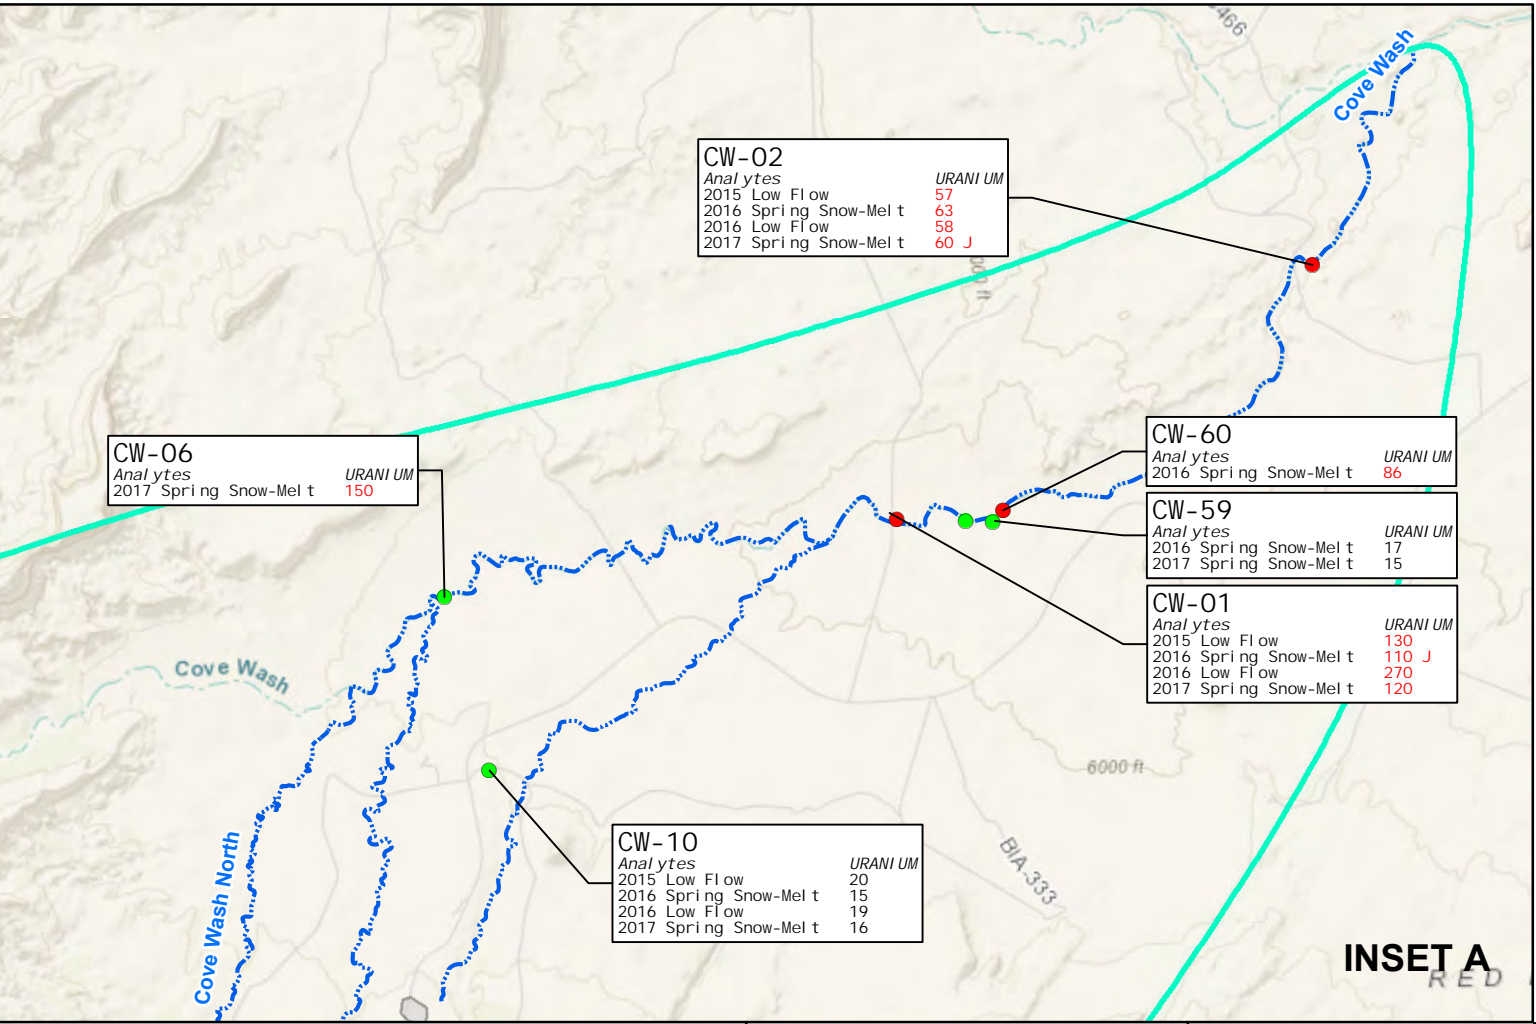 466
Cove Wash
CW-02
Analytes URANIUM
2015 Low Flow 57
2016 Spring Snow-Melt 63
2016 Low Flow 58
2017 Spring Snow-Melt 60 J
CW-06
Analytes URANIUM
2017 Spring Snow-Melt 150
CW-60
Analytes URANIUM
2016 Spring Snow-Melt 86
CW-59
Analytes URANIUM
2016 Spring Snow-Melt 17
2017 Spring Snow-Melt 15
CW-01
Analytes URANIUM
2015 Low Flow 130
2016 Spring Snow-Melt 110 J
2016 Low Flow 270
2017 Spring Snow-Melt 120
Cove Wash
6000 ft
CW-10
Analytes URANIUM
2015 Low Flow 20
2016 Spring Snow-Melt 15
2016 Low Flow 19
2017 Spring Snow-Melt 16
BIA-333
Cove Wash North
INSET A
RED